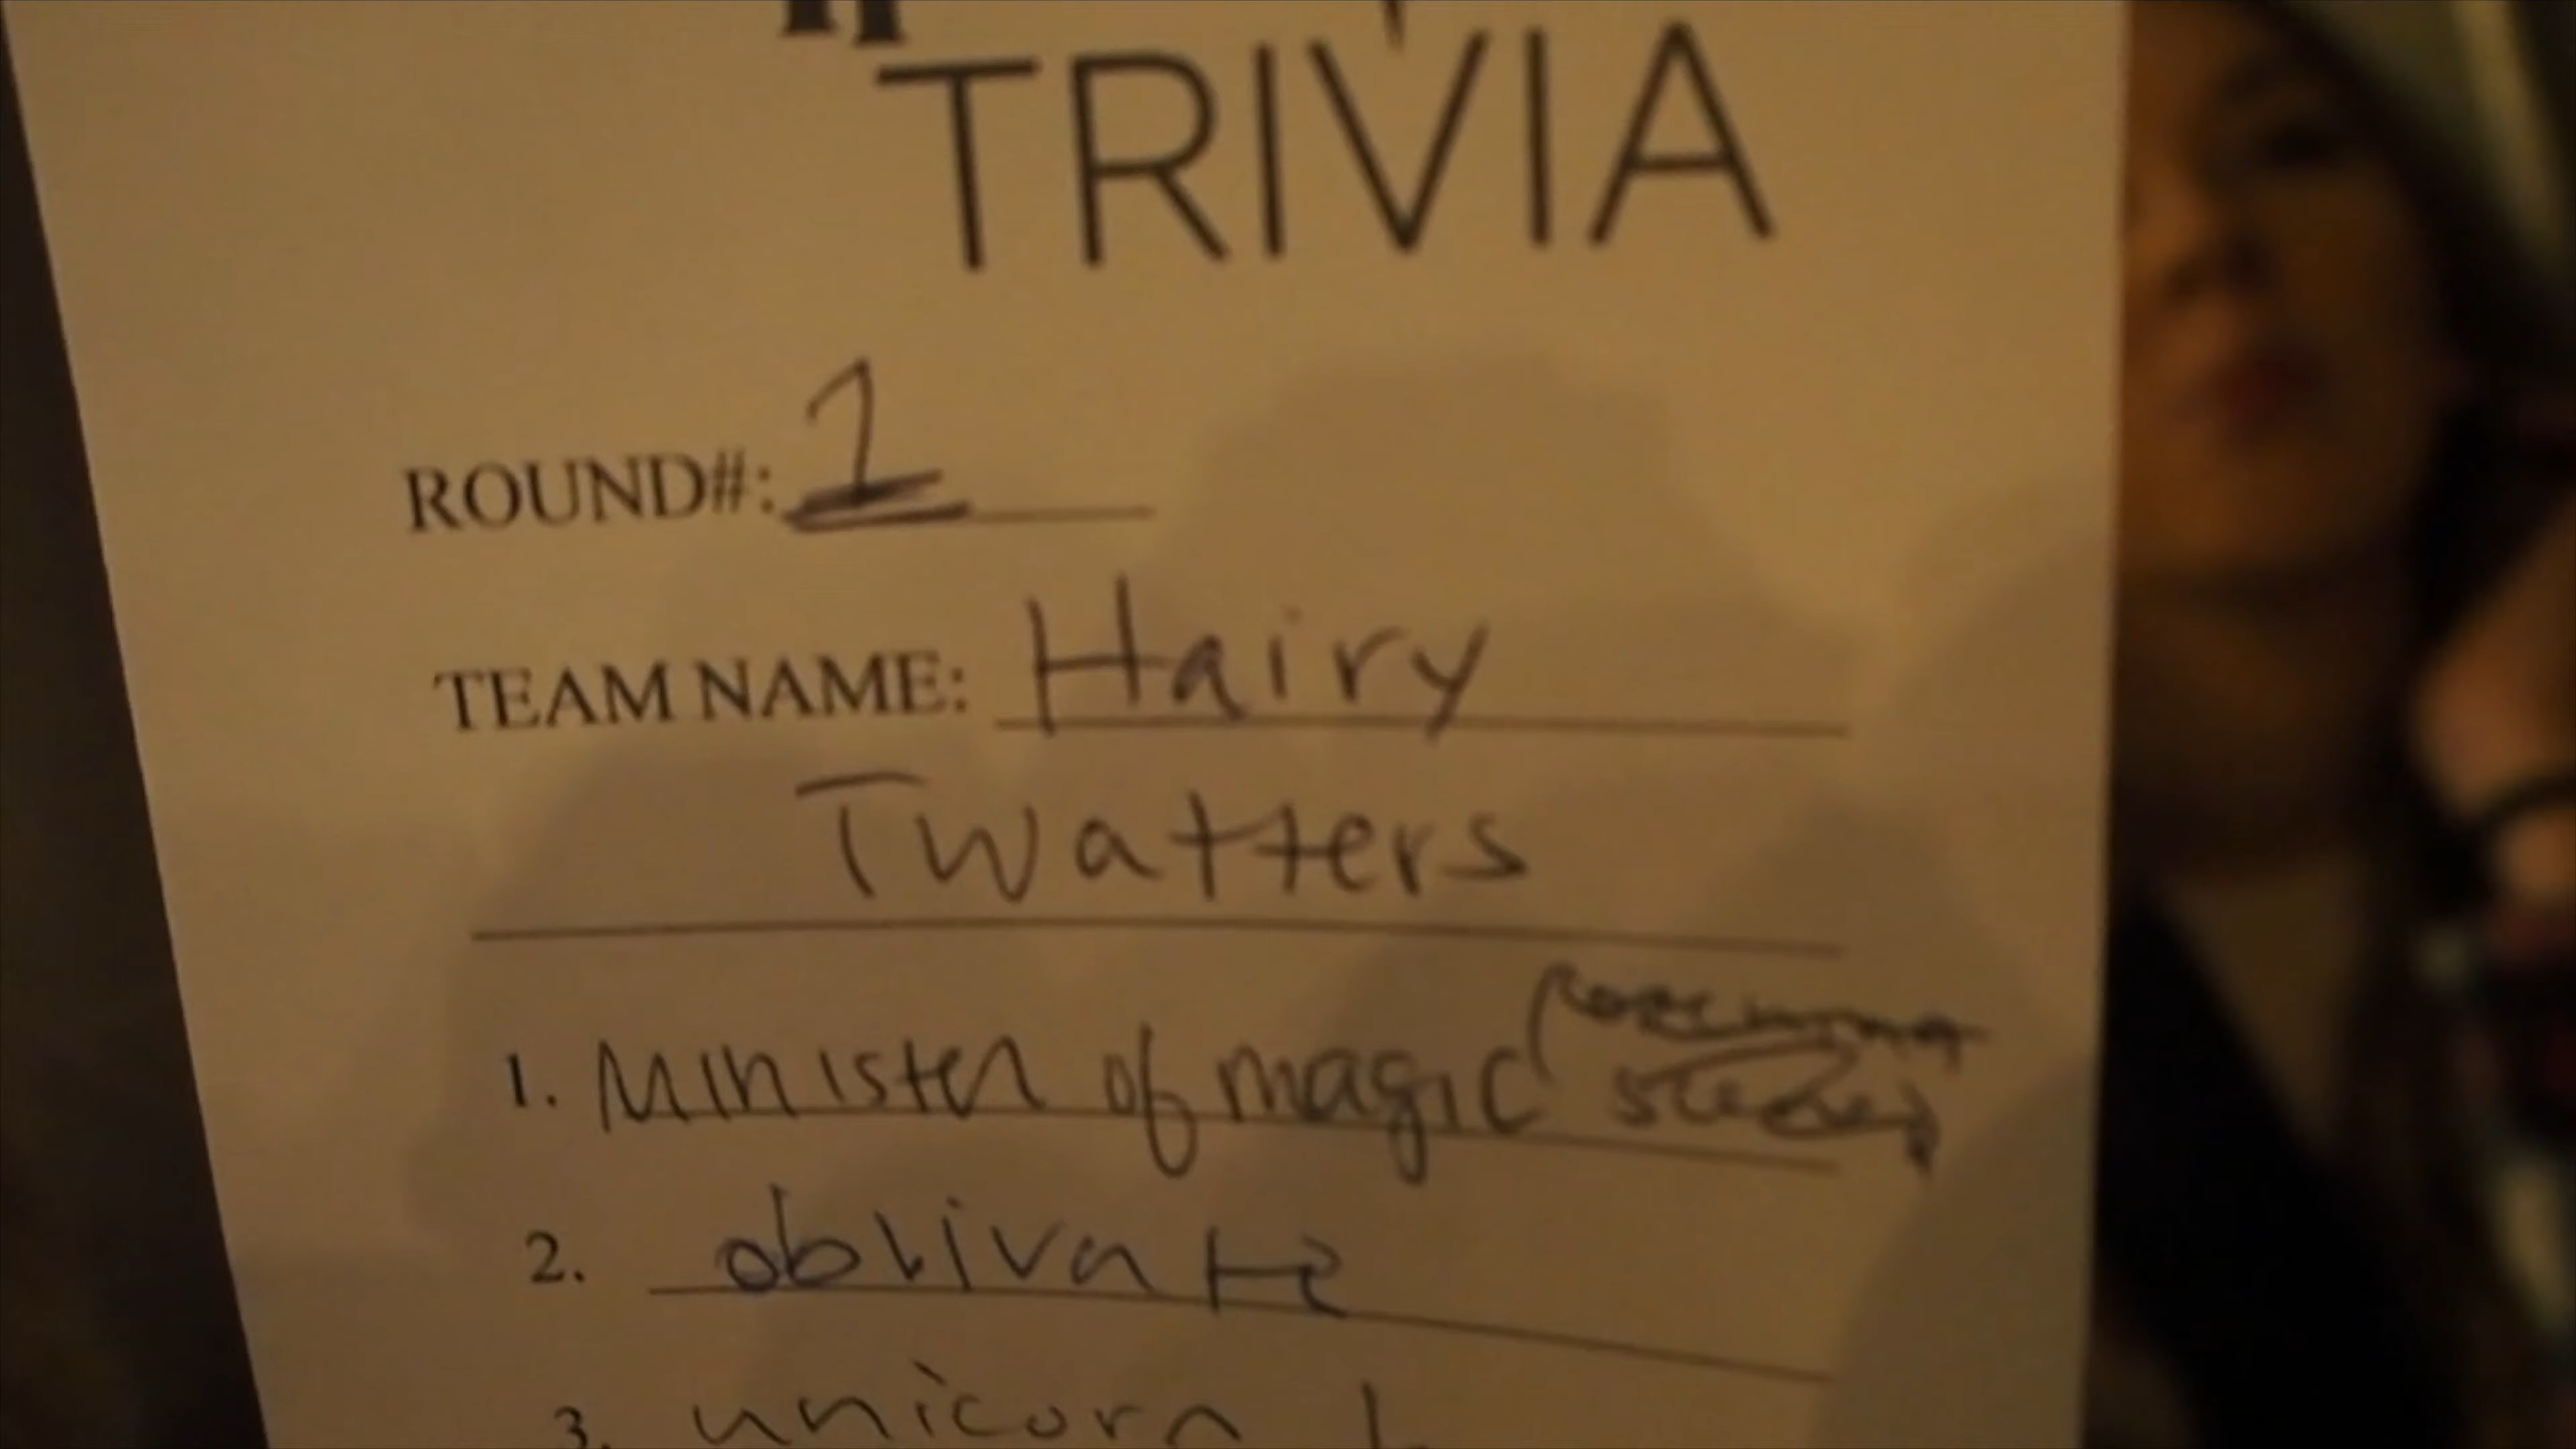 TRIVIA
ROUND#: 1
TEAM NAME: Hairy
Twatters
1. Minister of magic
2. oblivate
3. unicorn